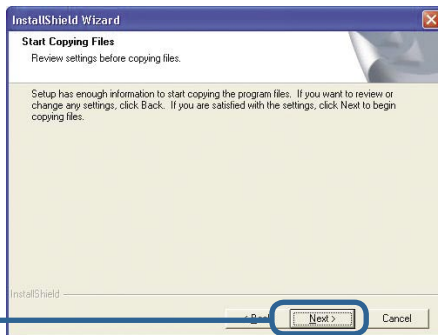 InstallShield Wizard
Start Copying Files
Review settings before copying files.
Setup has enough information to start copying the program files. If you want to review or
change any settings, click Back. If you are satisfied with the settings, click Next to begin
copying files.
InstallShield
Next > Cancel